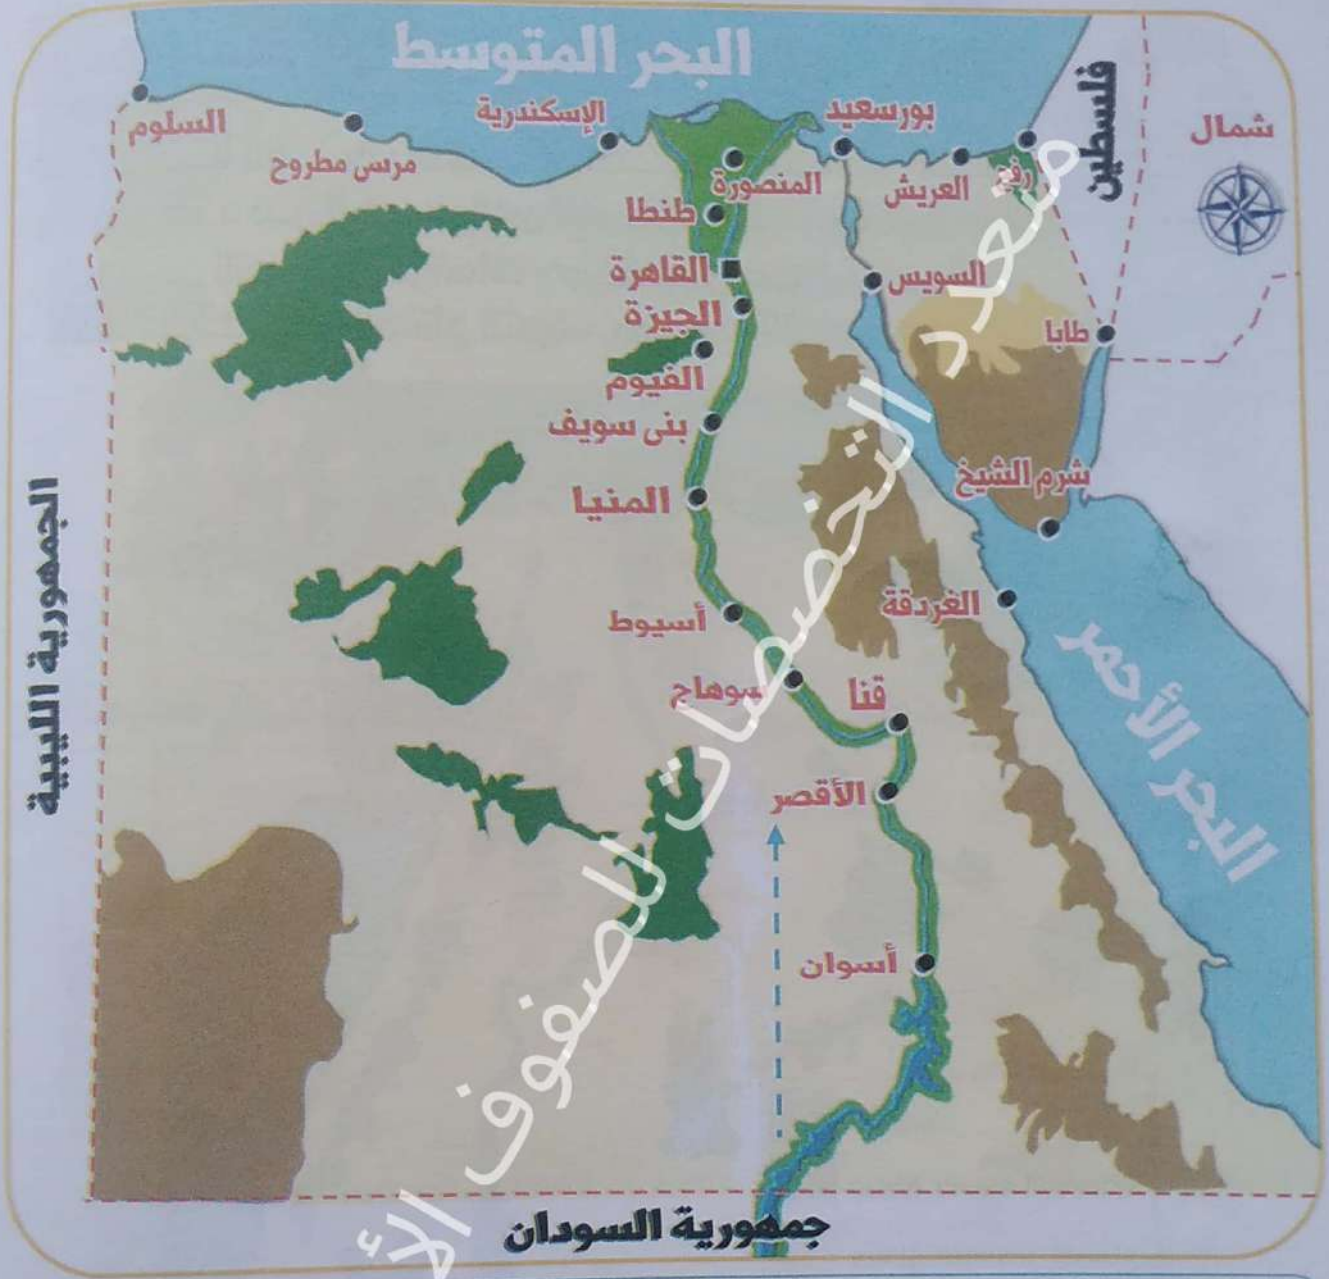 البحر المتوسط
فلسطين
شمال
السلوم
مرسى مطروح
الإسكندرية
بورسعيد
المنصورة
العريش
رفح
طنطا
القاهرة
السويس
الجيزة
طابا
الفيوم
بنى سويف
المنيا
شرم الشيخ
الغردقة
أسيوط
سوهاج
قنا
الأقصر
أسوان
البحر الأحمر
الجمهورية الليبية
جمهورية السودان
متعدد التخصصات للصفوف الأ